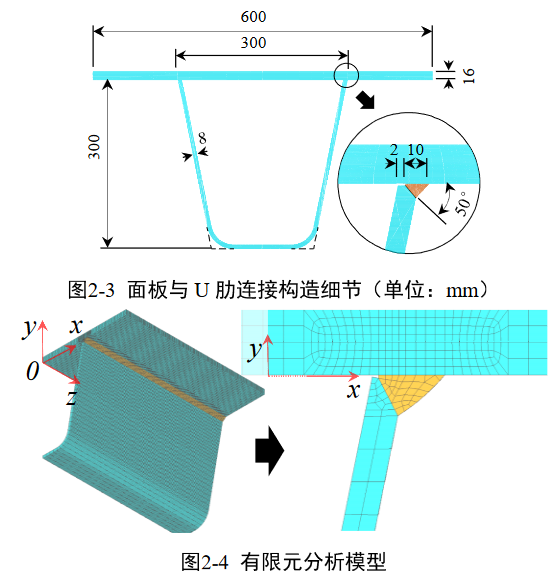 600
300
16
300
8
2 10
50°
图2-3 面板与 U 肋连接构造细节（单位：mm）
y
x
0
z
y
x
图2-4 有限元分析模型